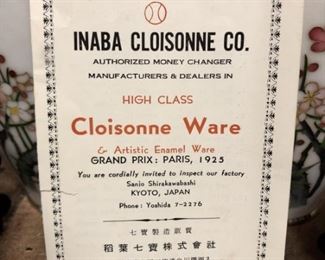 INABA CLOISONNE CO.
AUTHORIZED MONEY CHANGER
MANUFACTURERS & DEALERS IN
HIGH CLASS
Cloisonne Ware
& Artistic Enamel Ware
GRAND PRIX: PARIS, 1925
You are cordially invited to inspect our factory
Sanio Shirakawabashi
KYOTO, JAPAN
Phone: Yoshida 7-2276
七寶製造販賣
稻葉七寶株式會社